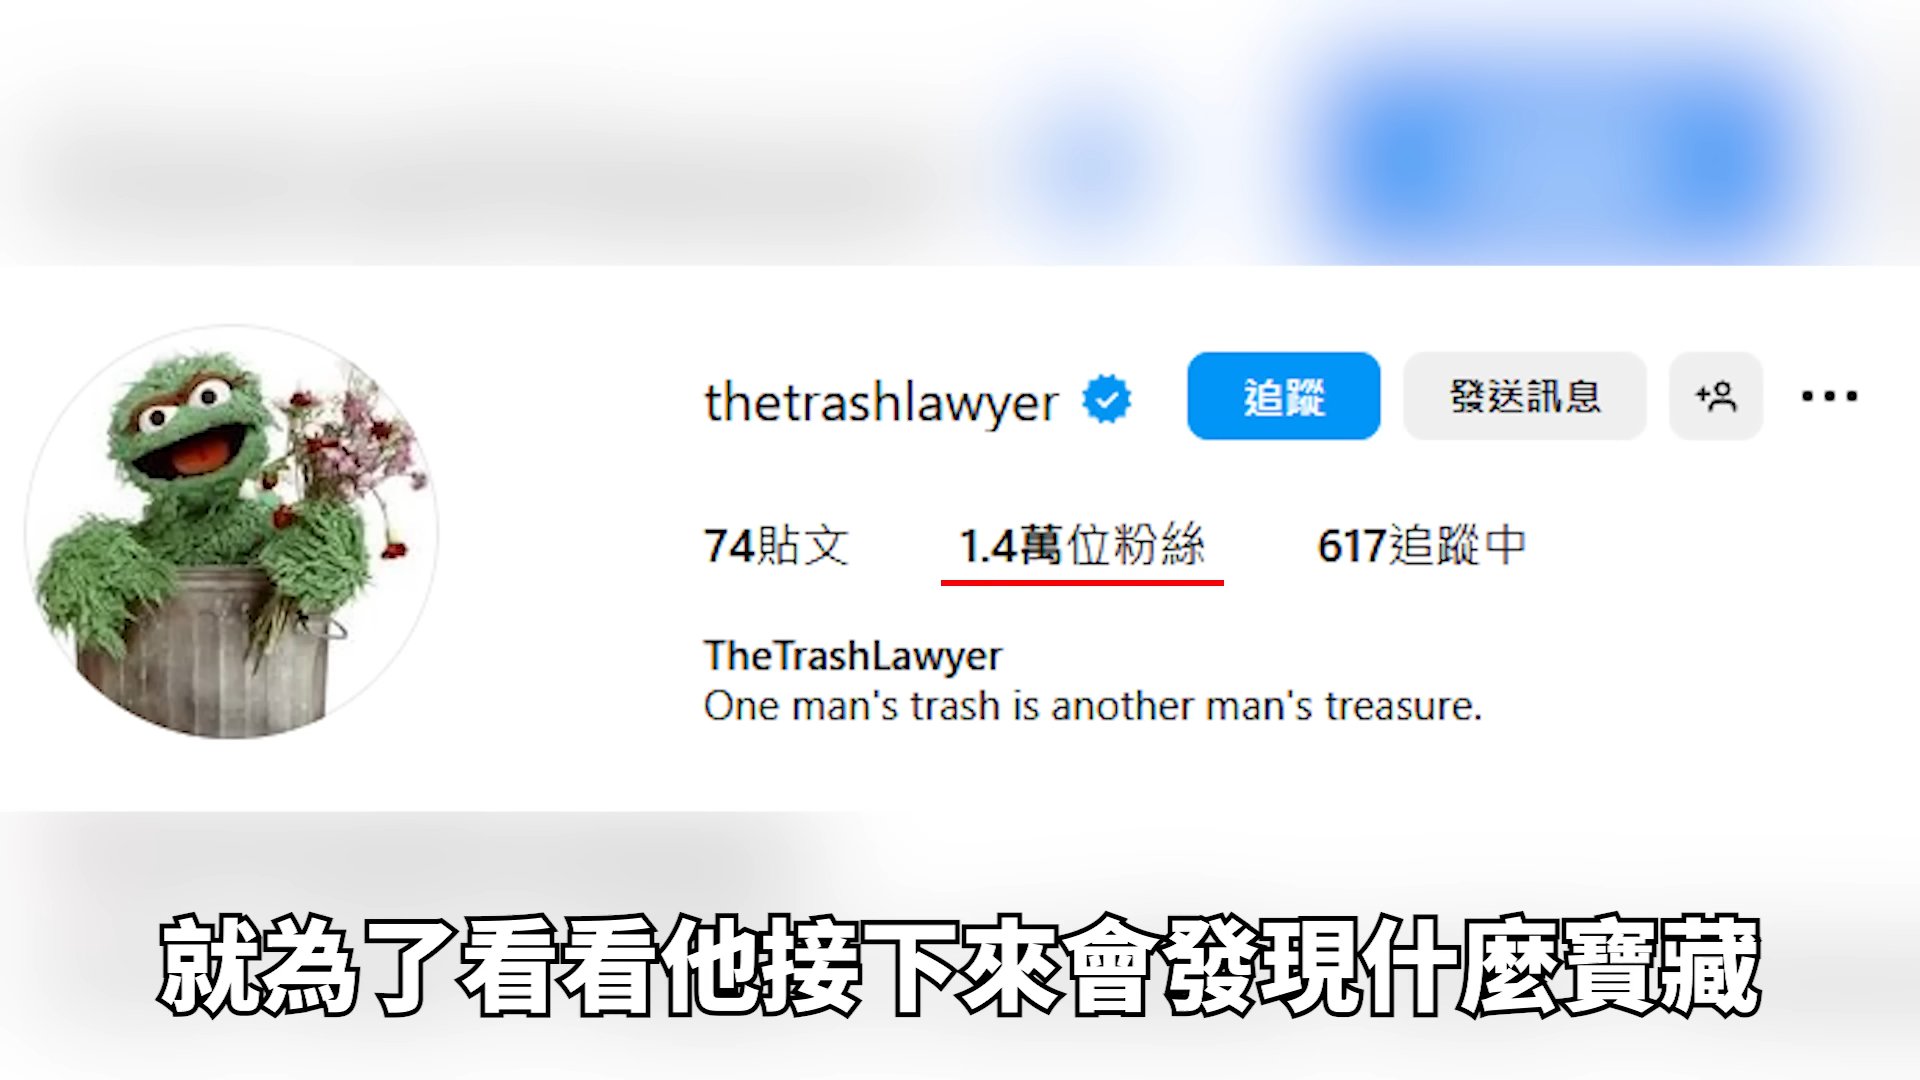 thetrashlawyer
追蹤
發送訊息
74貼文
1.4萬位粉絲
617追蹤中
TheTrashLawyer
One man's trash is another man's treasure.
就為了看看他接下來會發現什麼寶藏